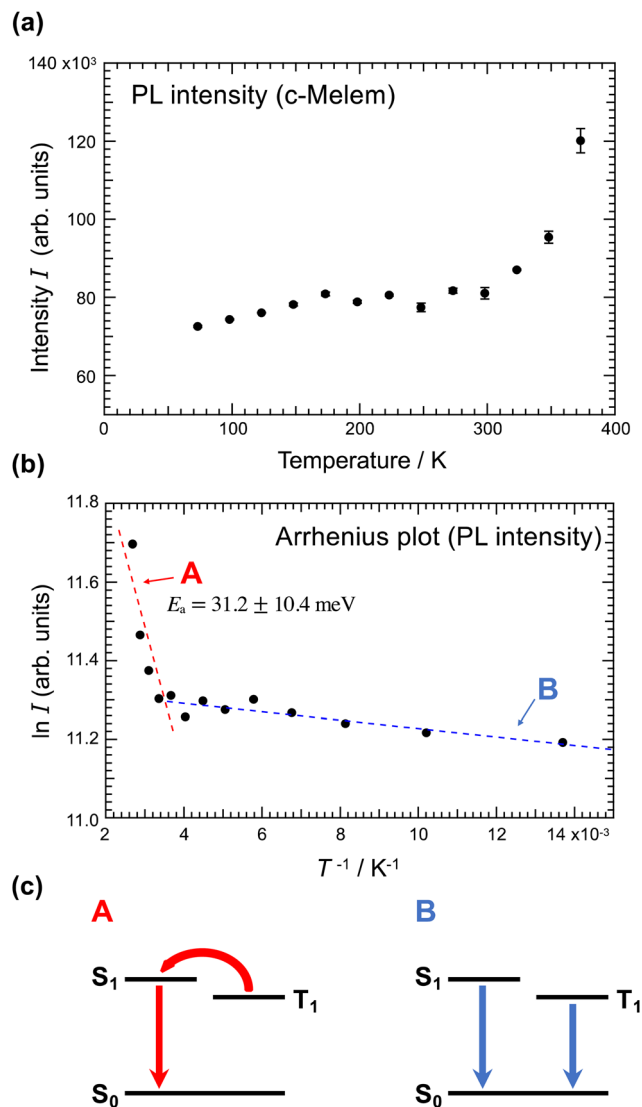 (a)
140 x10³
PL intensity (c-Melem)
120
100
80
60
Intensity I (arb. units)
0 100 200 300 400
Temperature / K
(b)
11.8
Arrhenius plot (PL intensity)
A
11.6
Eₐ = 31.2 ± 10.4 meV
11.4
B
11.2
11.0
ln I (arb. units)
2 4 6 8 10 12 14 x10⁻³
T ⁻¹ / K⁻¹
(c)
A B
S₁ T₁ S₁ T₁
S₀ S₀